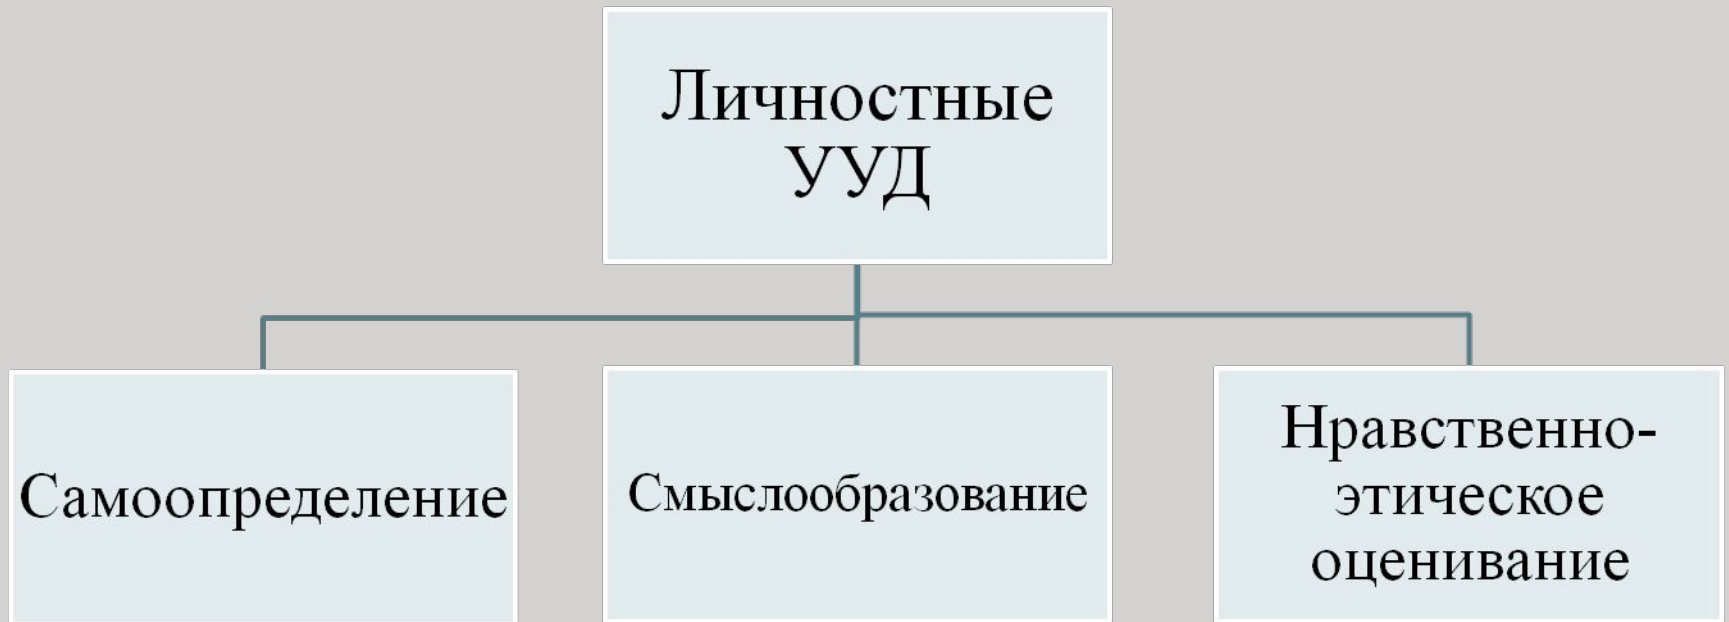 Личностные
УУД
Самоопределение
Смыслообразование
Нравственно-
этическое
оценивание